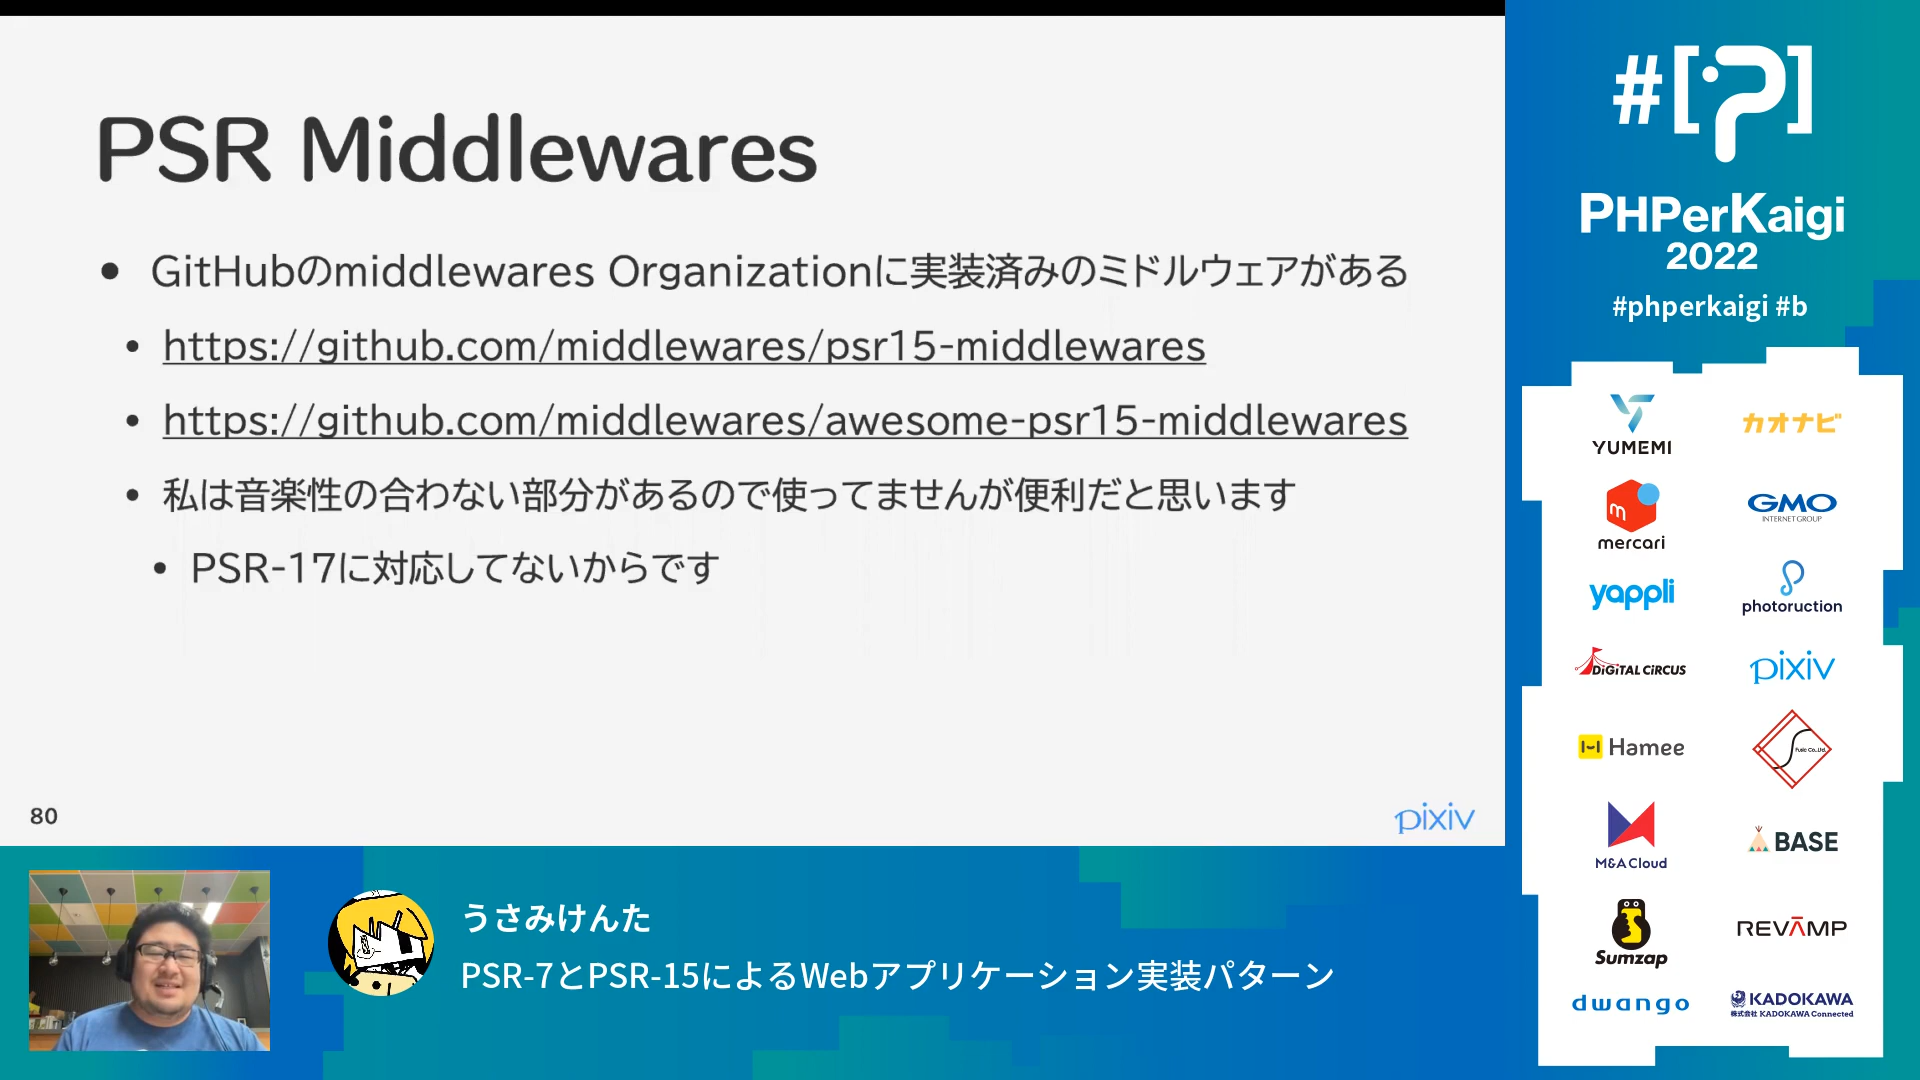 PSR Middlewares
• GitHubのmiddlewares Organizationに実装済みのミドルウェアがある
• https://github.com/middlewares/psr15-middlewares
• https://github.com/middlewares/awesome-psr15-middlewares
• 私は音楽性の合わない部分があるので使ってませんが便利だと思います
• PSR-17に対応してないからです
80
pixiv
うさみけんた
PSR-7とPSR-15によるWebアプリケーション実装パターン
#[?]
PHPerKaigi
2022
#phperkaigi #b
YUMEMI
カオナビ
mercari
GMO
INTERNET GROUP
yappli
photoruction
DiGiTAL CiRCUS
pixiv
Hamee
Fusic Co.,Ltd.
M&A Cloud
BASE
Sumzap
REVAMP
dwango
KADOKAWA
株式会社 KADOKAWA Connected